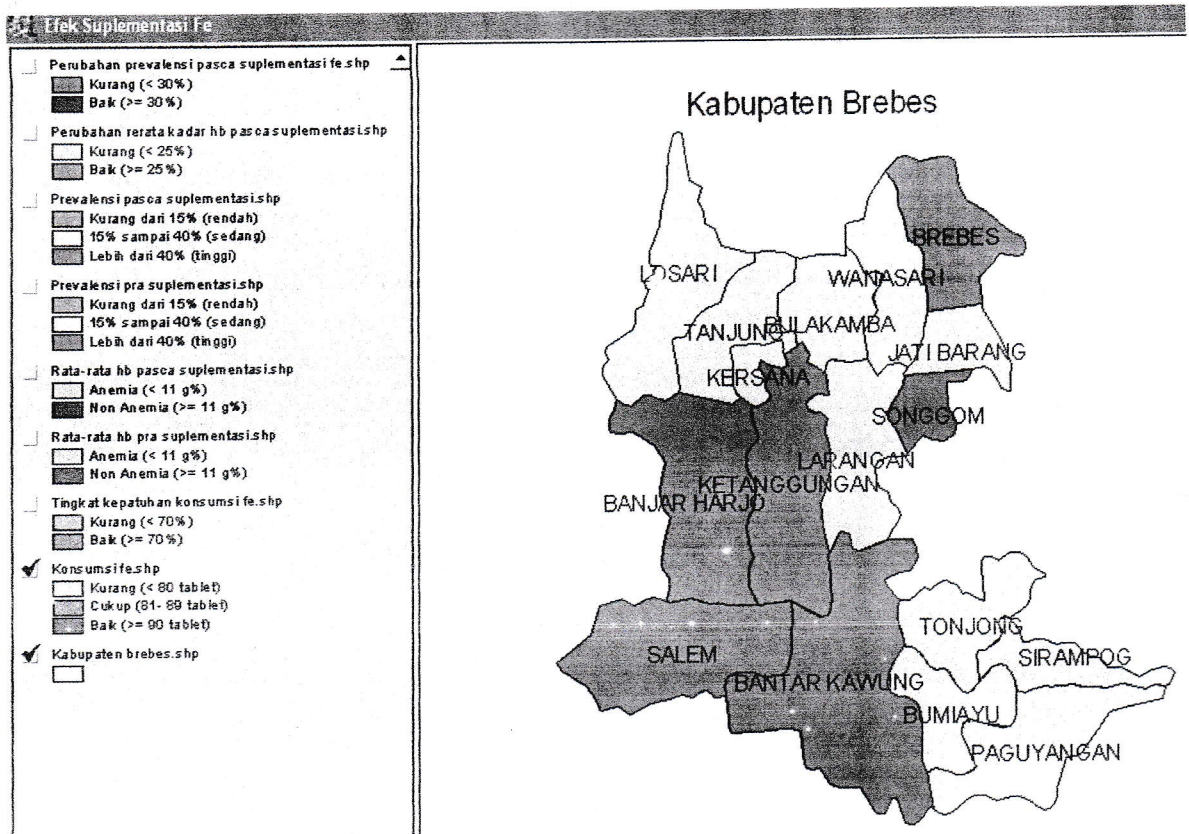 Efek Suplementasi Fe
Perubahan prevalensi pasca suplementasi fe.shp
Kurang (< 30%)
Baik (>= 30%)
Perubahan rerata kadar hb pasca suplementasi.shp
Kurang (< 25%)
Baik (>= 25%)
Prevalensi pasca suplementasi.shp
Kurang dari 15% (rendah)
15% sampai 40% (sedang)
Lebih dari 40% (tinggi)
Prevalensi pra suplementasi.shp
Kurang dari 15% (rendah)
15% sampai 40% (sedang)
Lebih dari 40% (tinggi)
Rata-rata hb pasca suplementasi.shp
Anemia (< 11 g%)
Non Anemia (>= 11 g%)
Rata-rata hb pra suplementasi.shp
Anemia (< 11 g%)
Non Anemia (>= 11 g%)
Tingkat kepatuhan konsumsi fe.shp
Kurang (< 70%)
Baik (>= 70%)
Konsumsi fe.shp
Kurang (< 80 tablet)
Cukup (81- 89 tablet)
Baik (>= 90 tablet)
Kabupaten brebes.shp
Kabupaten Brebes
BREBES
LOSARI
WANASARI
TANJUNG
BULAKAMBA
JATI BARANG
KERSANA
SONGGOM
LARANGAN
KETANGGUNGAN
BANJAR HARJO
TONJONG
SALEM
SIRAMPOG
BANTAR KAWUNG
BUMIAYU
PAGUYANGAN